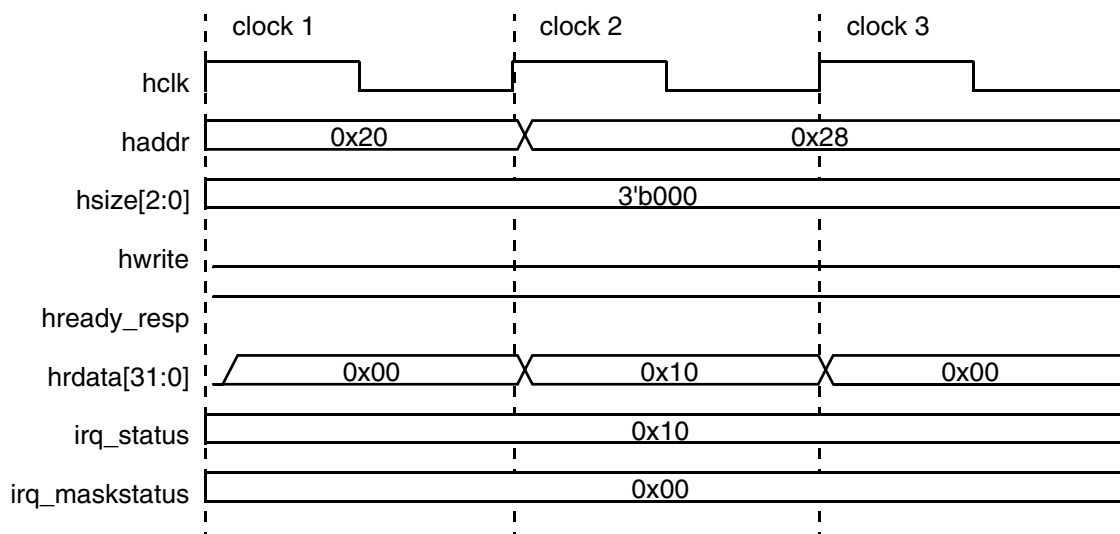 clock 1 clock 2 clock 3
hclk
haddr 0x20 0x28
hsize[2:0] 3'b000
hwrite
hready_resp
hrdata[31:0] 0x00 0x10 0x00
irq_status 0x10
irq_maskstatus 0x00